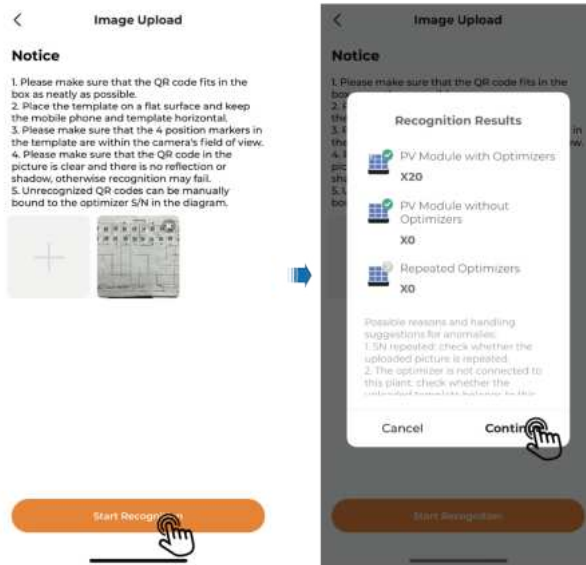 Image Upload
Notice
1. Please make sure that the QR code fits in the
box as neatly as possible.
2. Place the template on a flat surface and keep
the mobile phone and template horizontal.
3. Please make sure that the 4 position markers in
the template are within the camera's field of view.
4. Please make sure that the QR code in the
picture is clear and there is no reflection or
shadow, otherwise recognition may fail.
5. Unrecognized QR codes can be manually
bound to the optimizer S/N in the diagram.
Start Recognition
Image Upload
Notice
1. Please make sure that the QR code fits in the
Recognition Results
PV Module with Optimizers
X20
PV Module without
Optimizers
X0
Repeated Optimizers
X0
Possible reasons and handling
suggestions for anomalies:
1. SN repeated: check whether the
uploaded picture is repeated.
2. The optimizer is not connected to
this plant: check whether the
uploaded template belongs to this
Cancel
Continue
Start Recognition